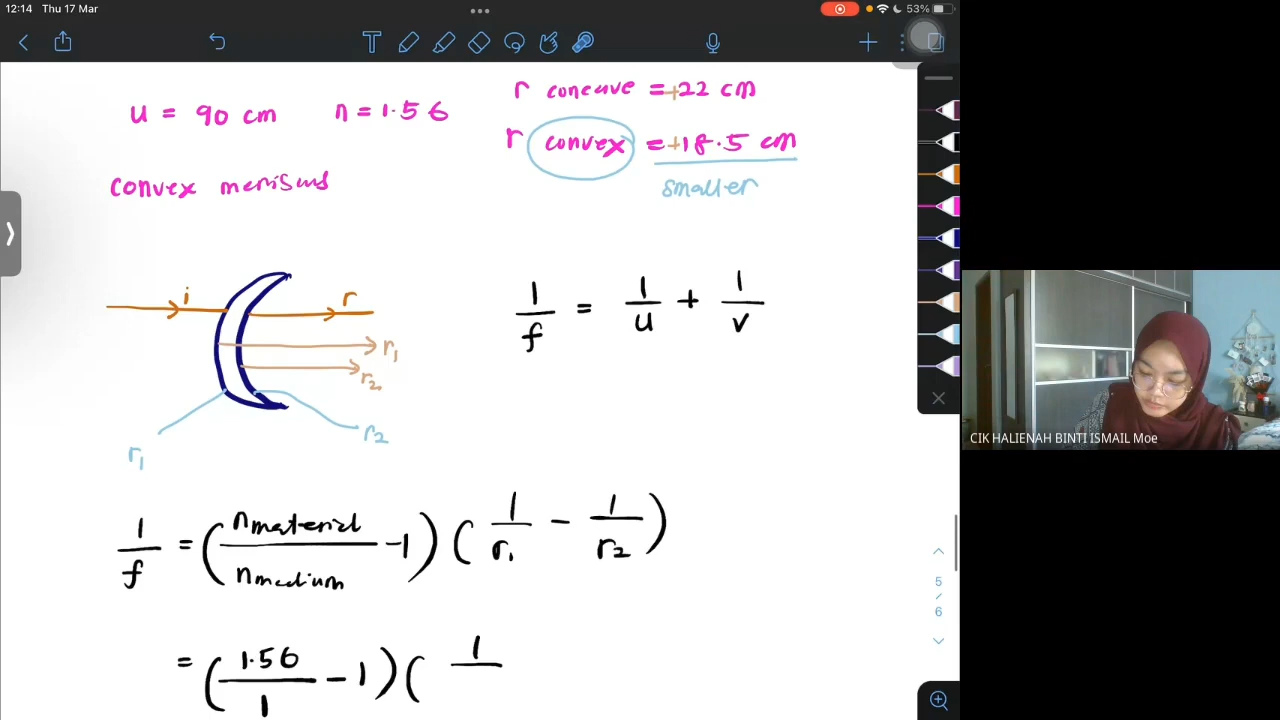 12:14 Thu 17 Mar
53%
u = 90 cm n = 1.56
r concave = +22 cm
r convex = +18.5 cm
smaller
convex meniscus
i r
r₁
r₂
r₁ r₂
1/f = 1/u + 1/v
1/f = (n material/n medium - 1)(1/r₁ - 1/r₂)
= (1.56/1 - 1)(1/
5
/
6
CIK HALIENAH BINTI ISMAIL Moe